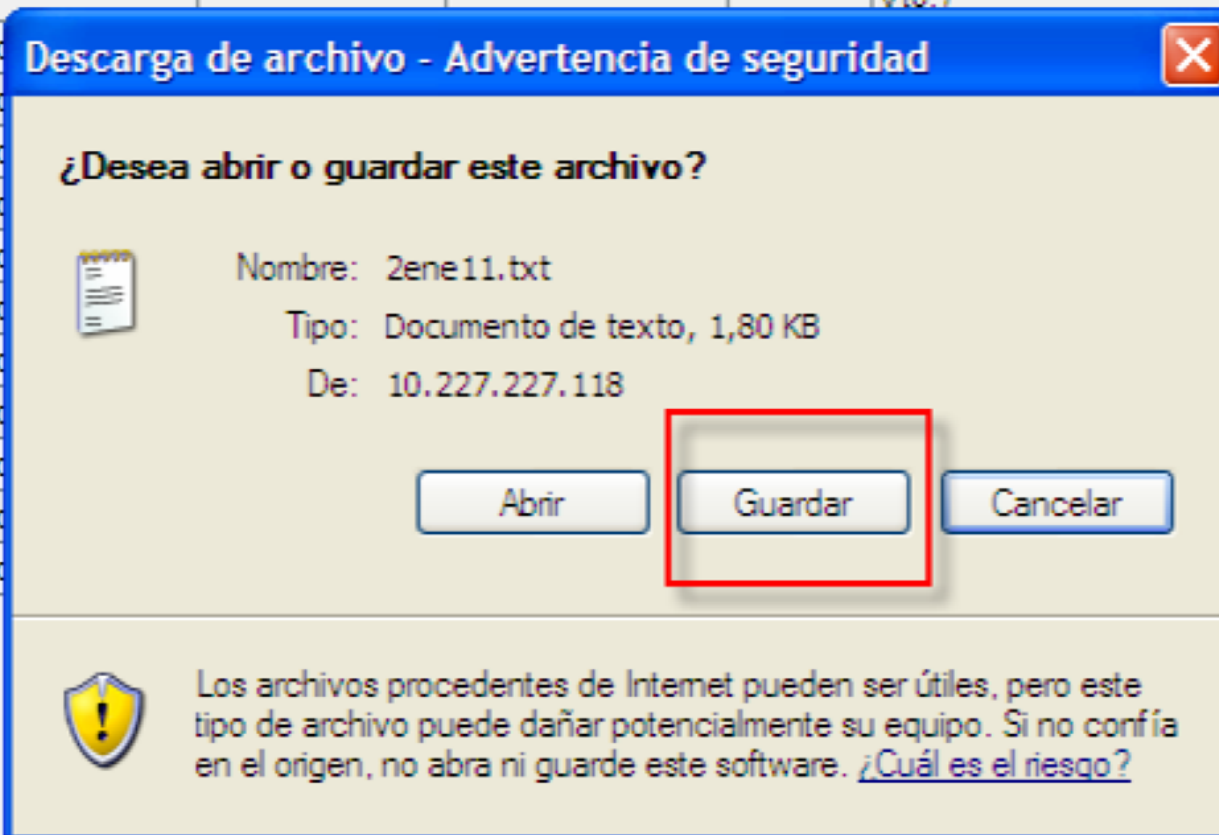 Descarga de archivo - Advertencia de seguridad
¿Desea abrir o guardar este archivo?
Nombre: 2ene11.txt
Tipo: Documento de texto, 1,80 KB
De: 10.227.227.118
Abrir Guardar Cancelar
Los archivos procedentes de Internet pueden ser útiles, pero este
tipo de archivo puede dañar potencialmente su equipo. Si no confía
en el origen, no abra ni guarde este software. ¿Cuál es el riesgo?